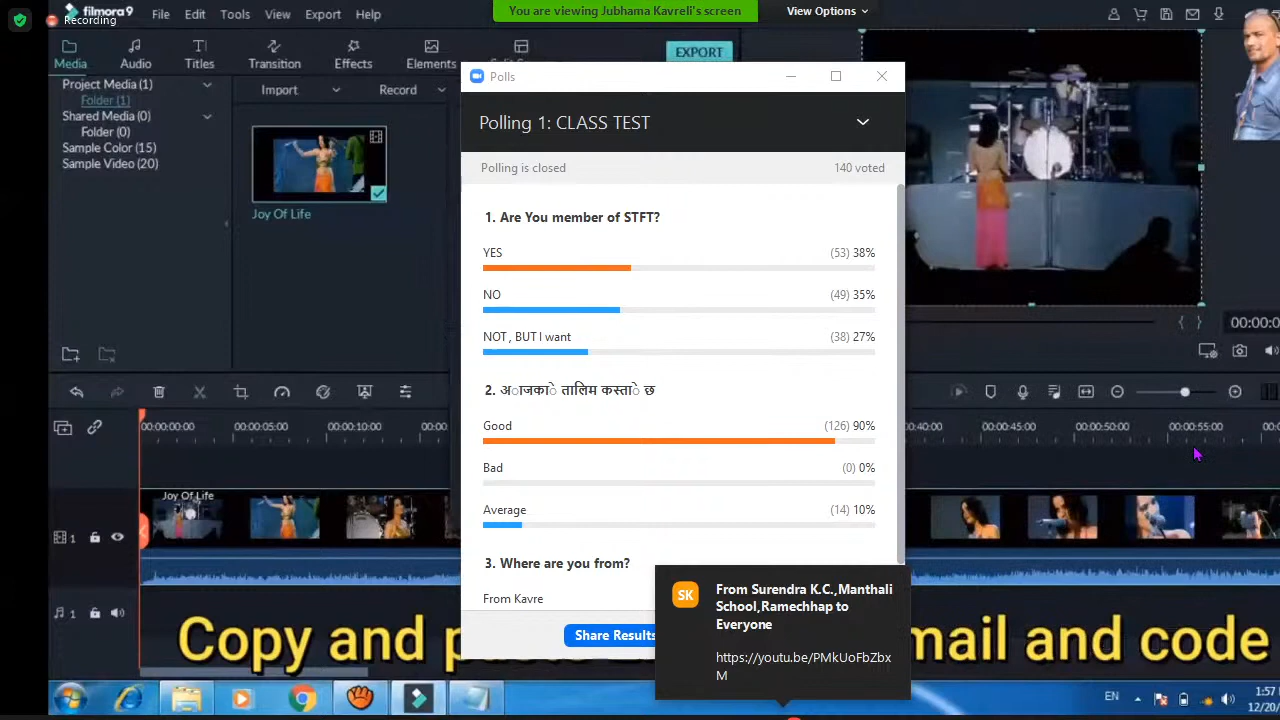 filmora9
File Edit Tools View Export Help
You are viewing Jubhama Kavreli's screen
View Options
Recording
Media Audio Titles Transition Effects Elements
EXPORT
Project Media (1)
Folder (1)
Shared Media (0)
Folder (0)
Sample Color (15)
Sample Video (20)
Import
Record
Joy Of Life
Polls
Polling 1: CLASS TEST
Polling is closed
140 voted
1. Are You member of STFT?
YES
(53) 38%
NO
(49) 35%
NOT , BUT I want
(38) 27%
2. अाजकाे तालिम कस्ताे छ
Good
(126) 90%
Bad
(0) 0%
Average
(14) 10%
3. Where are you from?
From Kavre
Share Results
From Surendra K.C.,Manthali
School,Ramechhap to
Everyone
https://youtu.be/PMkUoFbZbx
M
00:00:00:00 00:00:05:00 00:00:10:00
00:00:45:00 00:00:50:00 00:00:55:00
Joy Of Life
1
1
Copy and mail and code
EN
1:57
12/20/